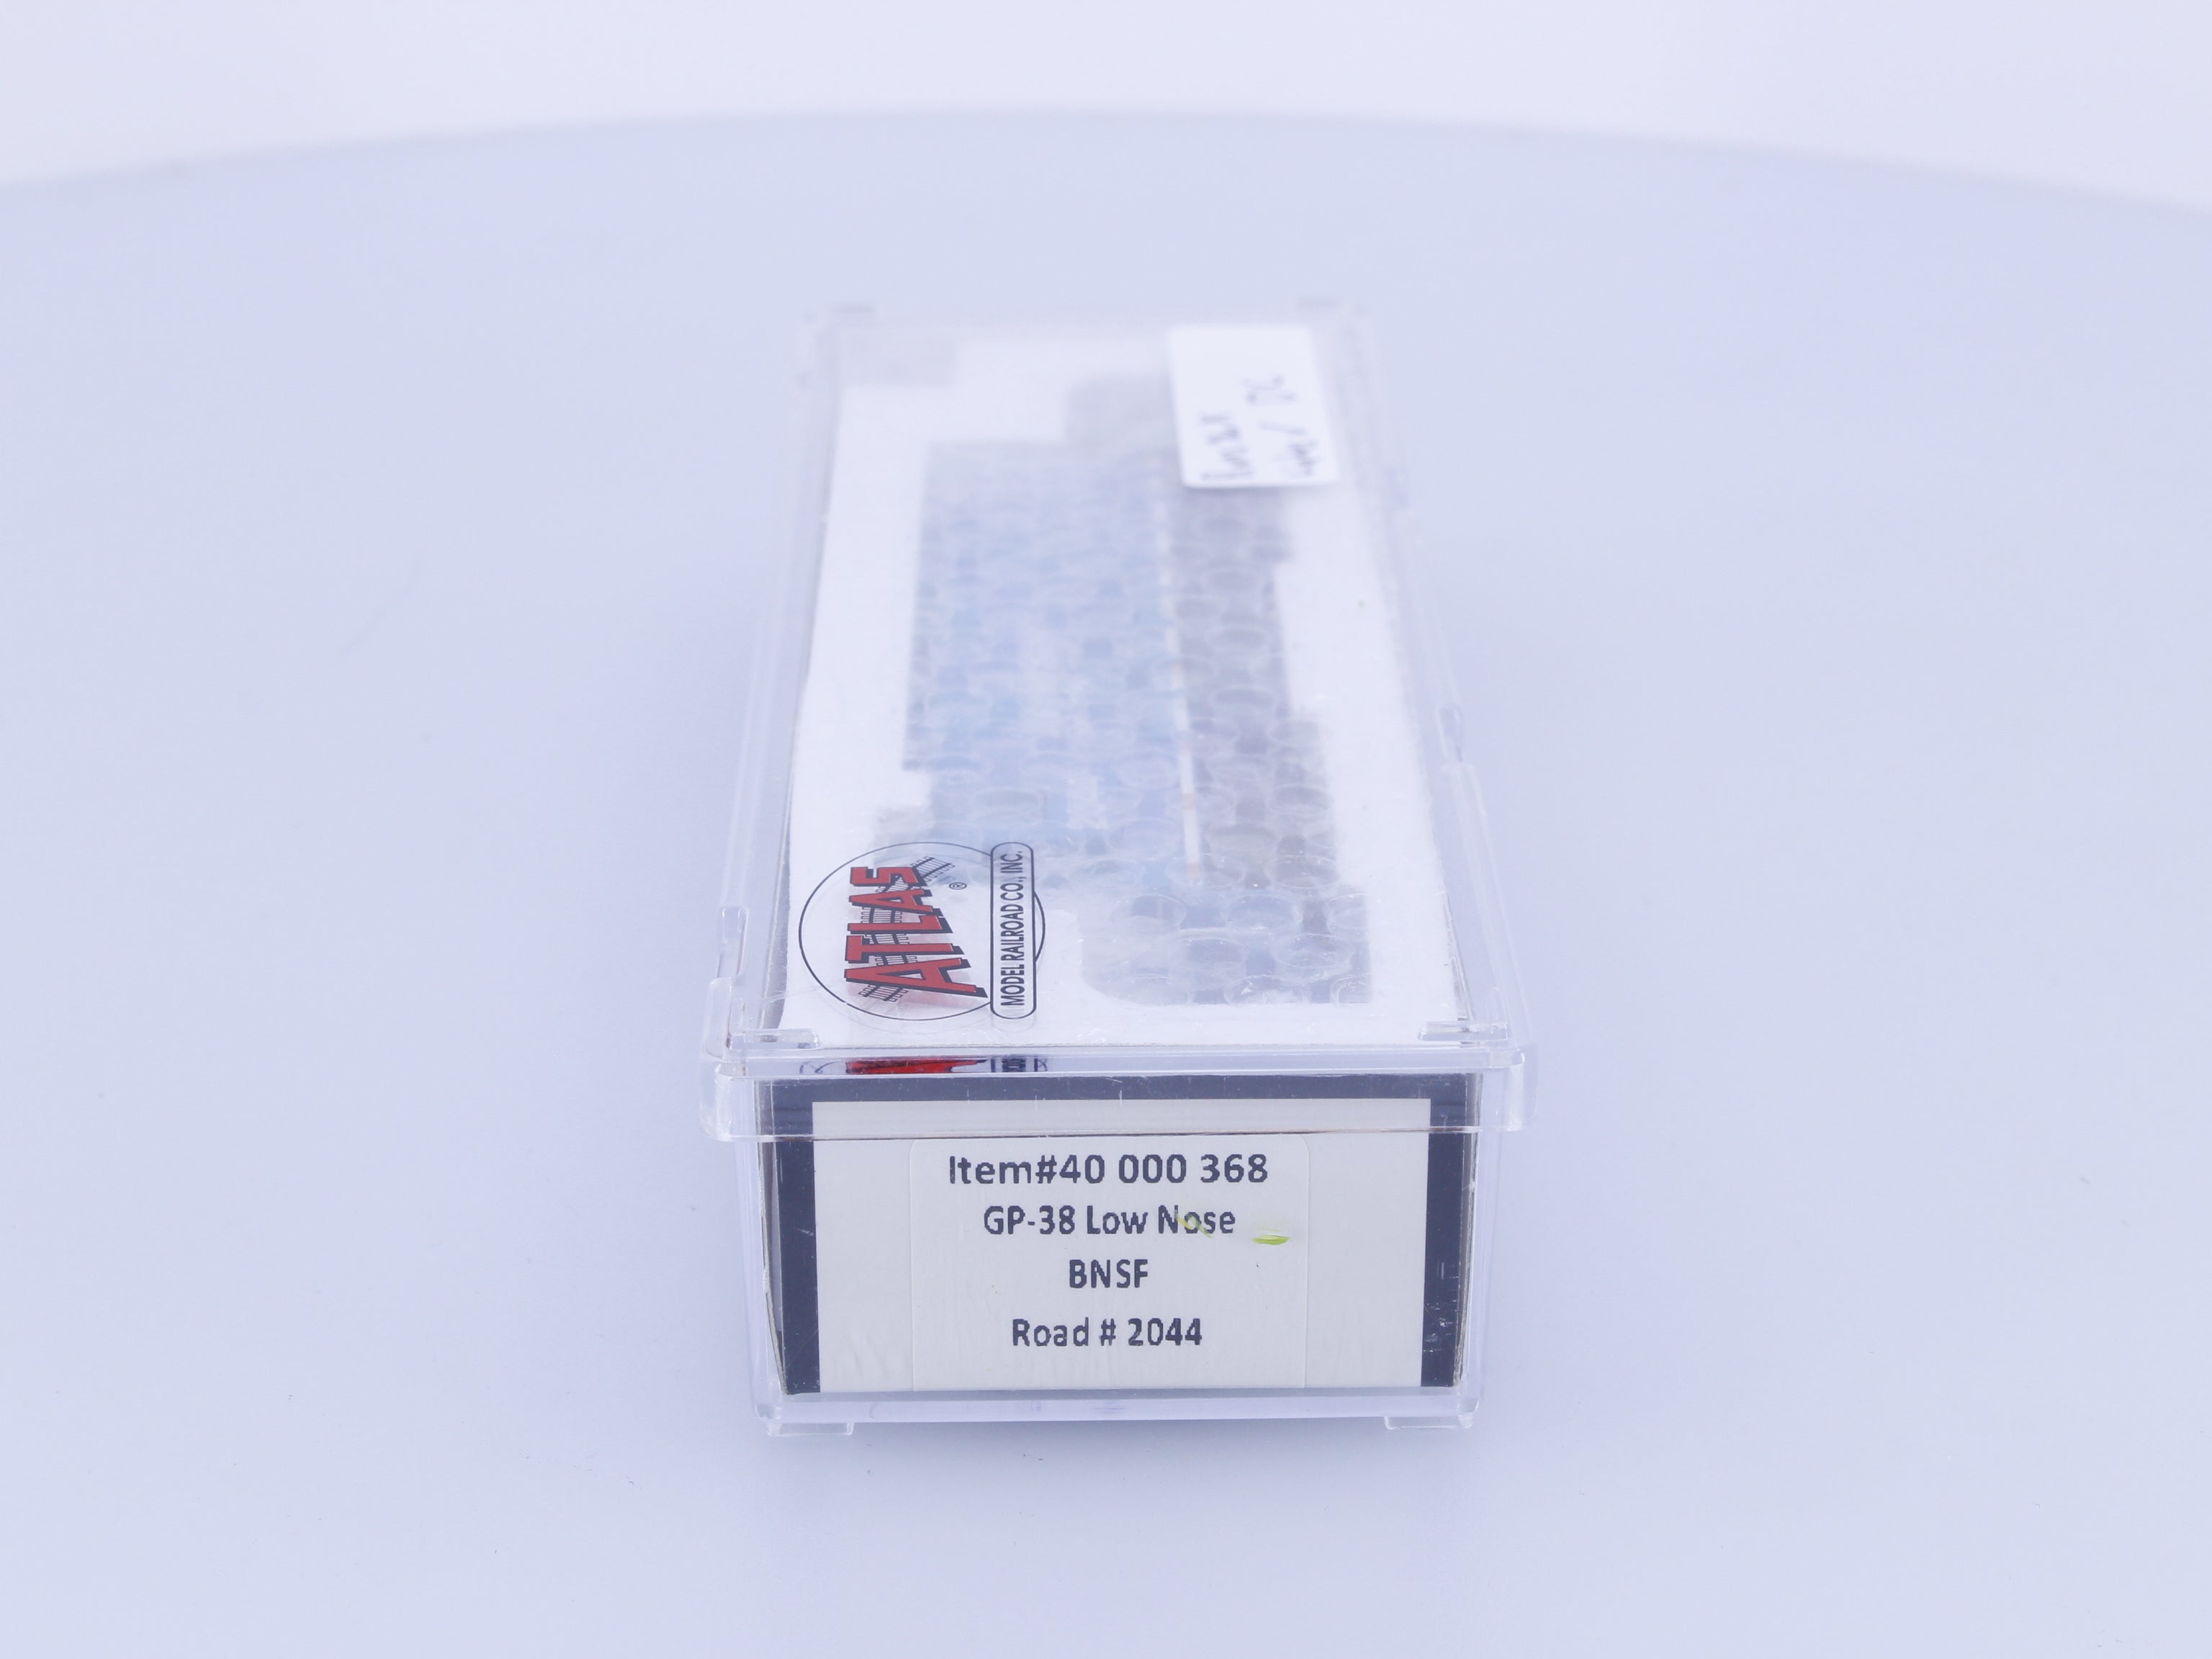 ATLAS®
MODEL RAILROAD CO., INC.
Item#40 000 368
GP-38 Low Nose
BNSF
Road # 2044